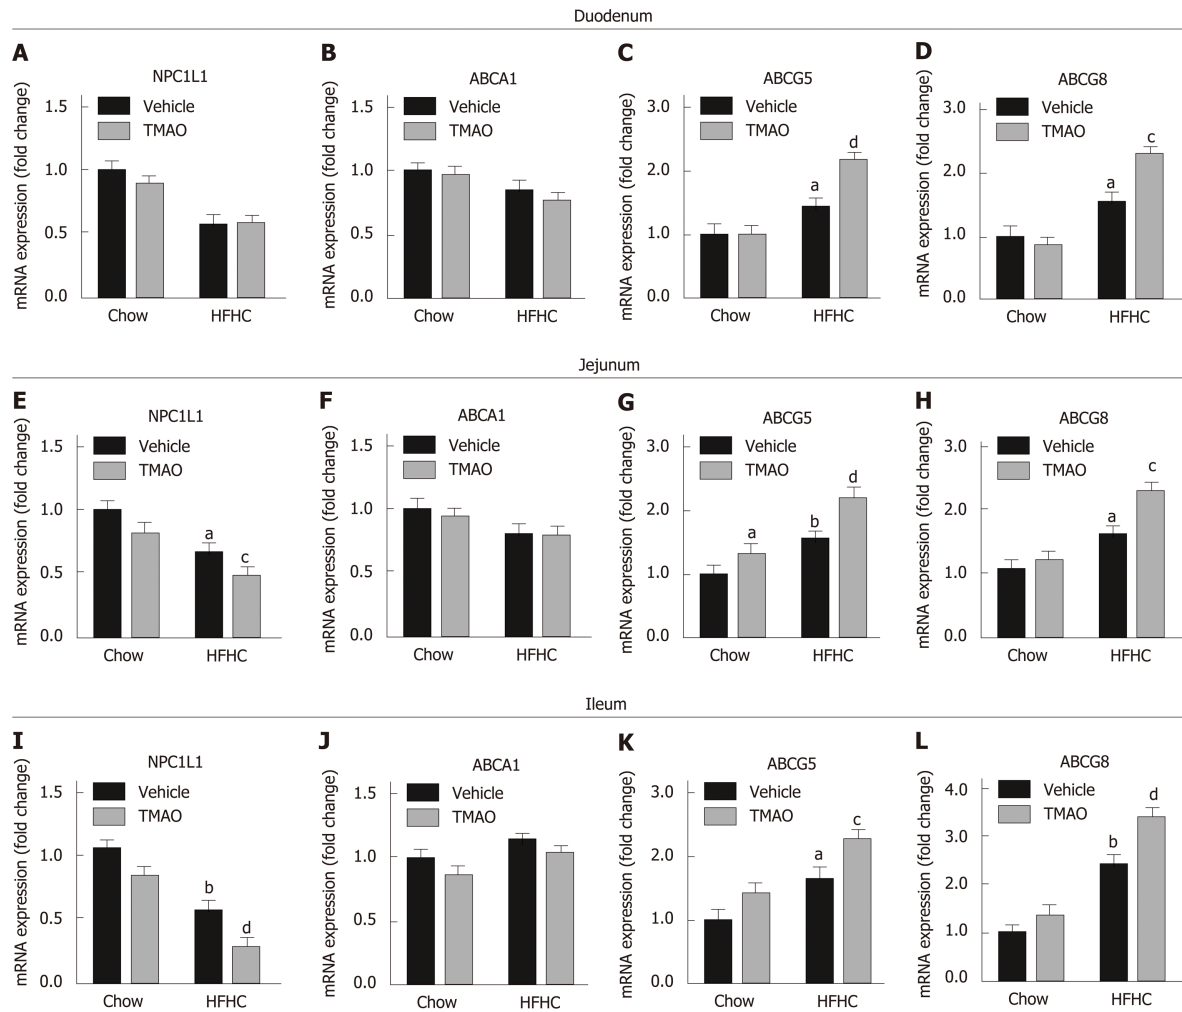 Duodenum
A
NPC1L1
mRNA expression (fold change)
1.5
1.0
0.5
0.0
Vehicle
TMAO
Chow
HFHC
B
ABCA1
mRNA expression (fold change)
1.5
1.0
0.5
0.0
Vehicle
TMAO
Chow
HFHC
C
ABCG5
mRNA expression (fold change)
3.0
2.0
1.0
0.0
Vehicle
TMAO
a
d
Chow
HFHC
D
ABCG8
mRNA expression (fold change)
3.0
2.0
1.0
0.0
Vehicle
TMAO
a
c
Chow
HFHC
Jejunum
E
NPC1L1
mRNA expression (fold change)
1.5
1.0
0.5
0.0
Vehicle
TMAO
a
c
Chow
HFHC
F
ABCA1
mRNA expression (fold change)
1.5
1.0
0.5
0.0
Vehicle
TMAO
Chow
HFHC
G
ABCG5
mRNA expression (fold change)
3.0
2.0
1.0
0.0
Vehicle
TMAO
a
b
d
Chow
HFHC
H
ABCG8
mRNA expression (fold change)
3.0
2.0
1.0
0.0
Vehicle
TMAO
a
c
Chow
HFHC
Ileum
I
NPC1L1
mRNA expression (fold change)
1.5
1.0
0.5
0.0
Vehicle
TMAO
b
d
Chow
HFHC
J
ABCA1
mRNA expression (fold change)
1.5
1.0
0.5
0.0
Vehicle
TMAO
Chow
HFHC
K
ABCG5
mRNA expression (fold change)
3.0
2.0
1.0
0.0
Vehicle
TMAO
a
c
Chow
HFHC
L
ABCG8
mRNA expression (fold change)
4.0
3.0
2.0
1.0
0.0
Vehicle
TMAO
b
d
Chow
HFHC